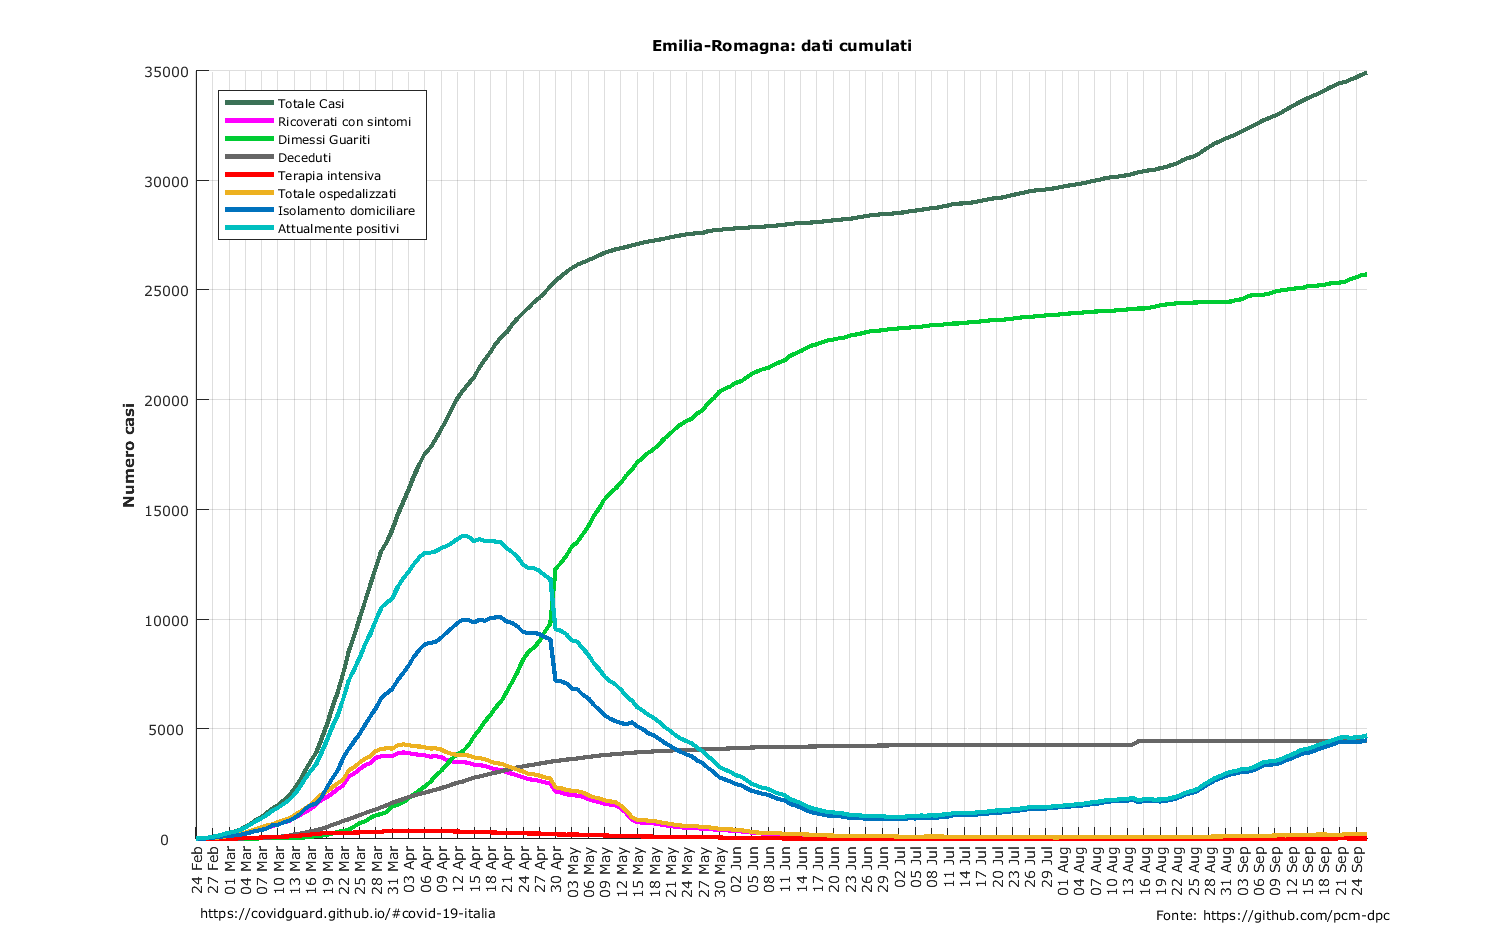 Emilia-Romagna: dati cumulati
35000
30000
25000
20000
15000
10000
5000
0
Numero casi
Totale Casi
Ricoverati con sintomi
Dimessi Guariti
Deceduti
Terapia intensiva
Totale ospedalizzati
Isolamento domiciliare
Attualmente positivi
24 Feb
27 Feb
01 Mar
04 Mar
07 Mar
10 Mar
13 Mar
16 Mar
19 Mar
22 Mar
25 Mar
28 Mar
31 Mar
03 Apr
06 Apr
09 Apr
12 Apr
15 Apr
18 Apr
21 Apr
24 Apr
27 Apr
30 Apr
03 May
06 May
09 May
12 May
15 May
18 May
21 May
24 May
27 May
30 May
02 Jun
05 Jun
08 Jun
11 Jun
14 Jun
17 Jun
20 Jun
23 Jun
26 Jun
29 Jun
02 Jul
05 Jul
08 Jul
11 Jul
14 Jul
17 Jul
20 Jul
23 Jul
26 Jul
29 Jul
01 Aug
04 Aug
07 Aug
10 Aug
13 Aug
16 Aug
19 Aug
22 Aug
25 Aug
28 Aug
31 Aug
03 Sep
06 Sep
09 Sep
12 Sep
15 Sep
18 Sep
21 Sep
24 Sep
https://covidguard.github.io/#covid-19-italia
Fonte: https://github.com/pcm-dpc